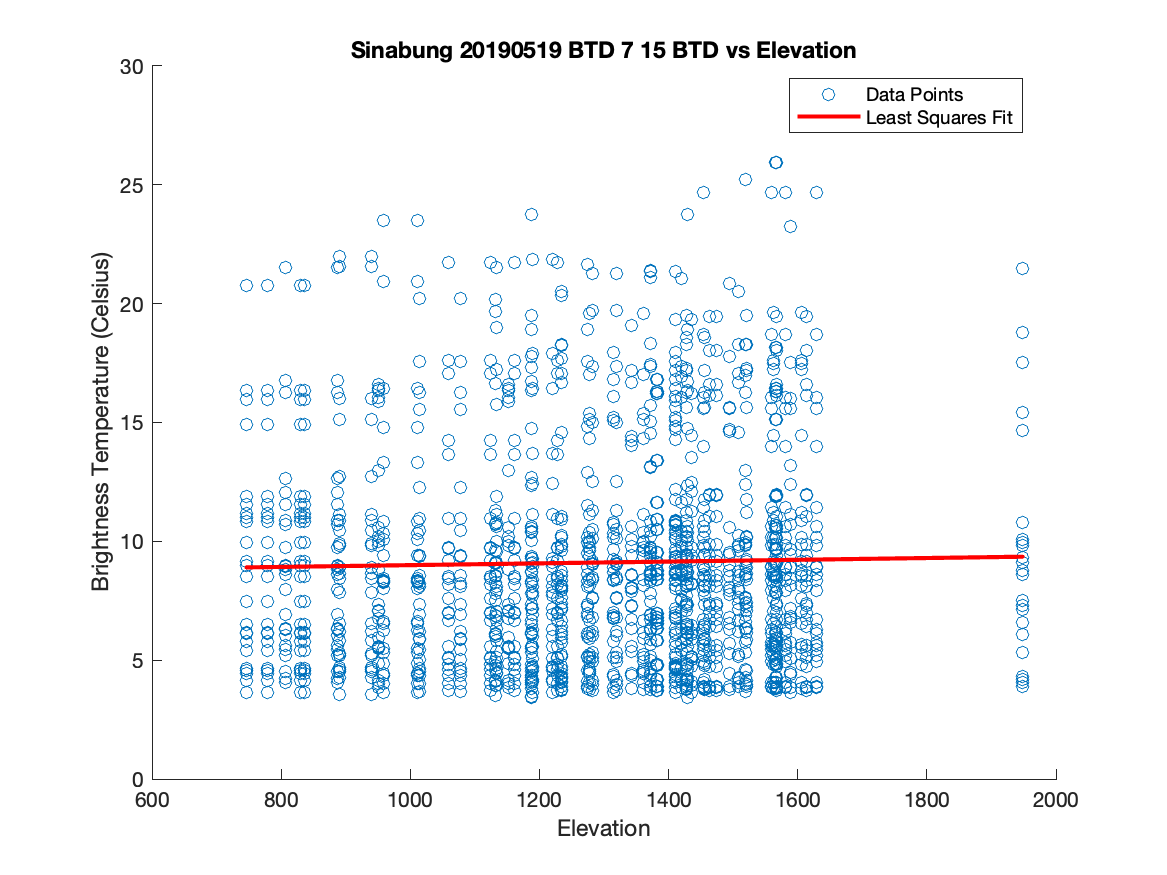 Sinabung 20190519 BTD 7 15 BTD vs Elevation
Data Points
Least Squares Fit
Brightness Temperature (Celsius)
30
25
20
15
10
5
0
600 800 1000 1200 1400 1600 1800 2000
Elevation